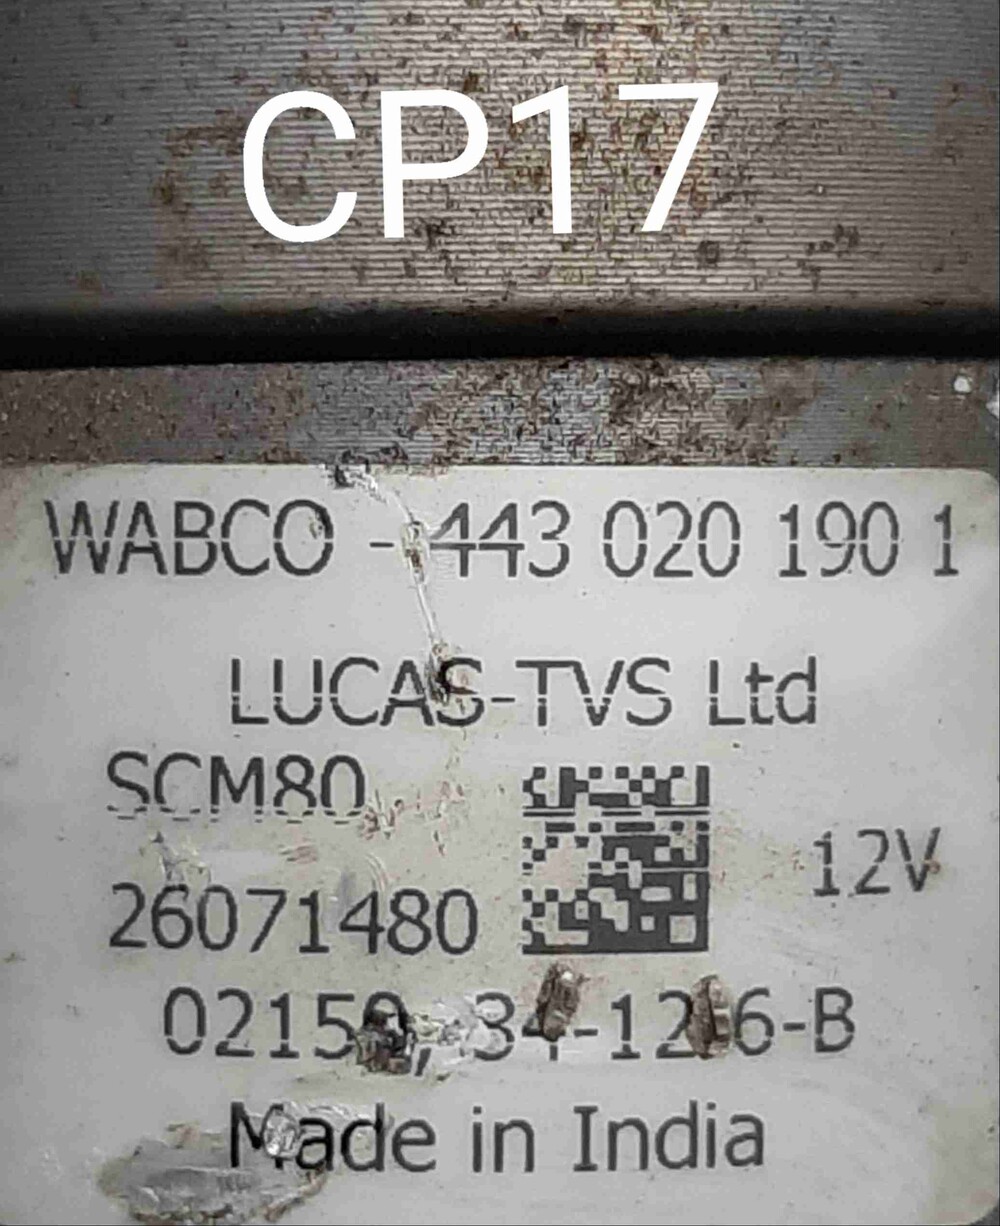 CP17
WABCO - 443 020 190 1
LUCAS-TVS Ltd
SCM80
12V
26071480
Made in India